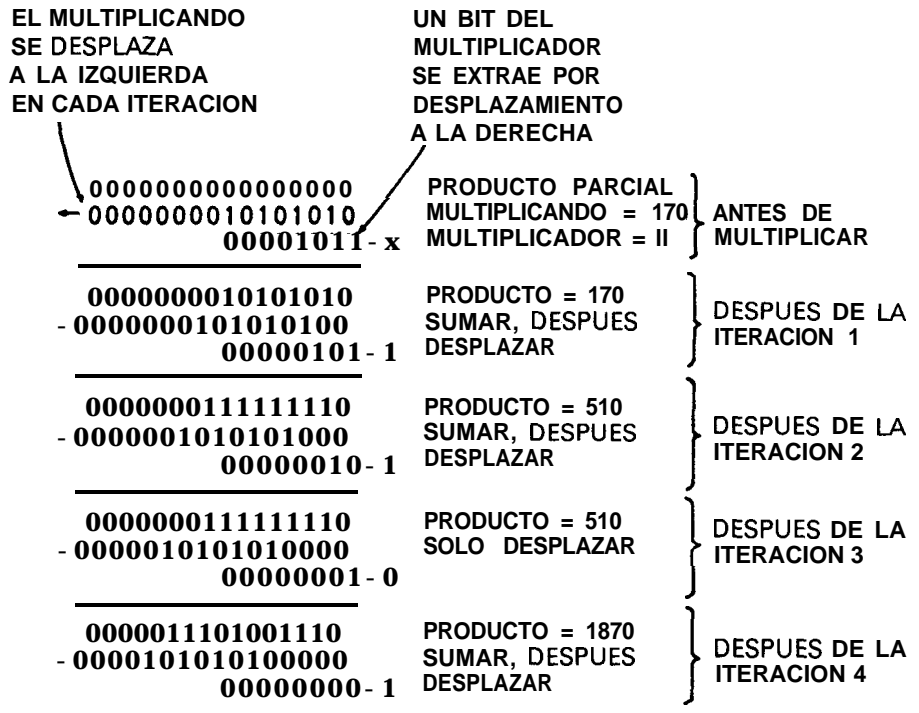 EL MULTIPLICANDO
SE DESPLAZA
A LA IZQUIERDA
EN CADA ITERACION
UN BIT DEL
MULTIPLICADOR
SE EXTRAE POR
DESPLAZAMIENTO
A LA DERECHA
0000000000000000 PRODUCTO PARCIAL
0000000010101010 MULTIPLICANDO = 170
00001011-x MULTIPLICADOR = II
ANTES DE
MULTIPLICAR
0000000010101010 PRODUCTO = 170
-0000000101010100 SUMAR, DESPUES
00000101-1 DESPLAZAR
DESPUES DE LA
ITERACION 1
0000000111111110 PRODUCTO = 510
-0000001010101000 SUMAR, DESPUES
00000010-1 DESPLAZAR
DESPUES DE LA
ITERACION 2
0000000111111110 PRODUCTO = 510
-0000010101010000 SOLO DESPLAZAR
00000001-0
DESPUES DE LA
ITERACION 3
0000011101001110 PRODUCTO = 1870
-0000101010100000 SUMAR, DESPUES
00000000-1 DESPLAZAR
DESPUES DE LA
ITERACION 4